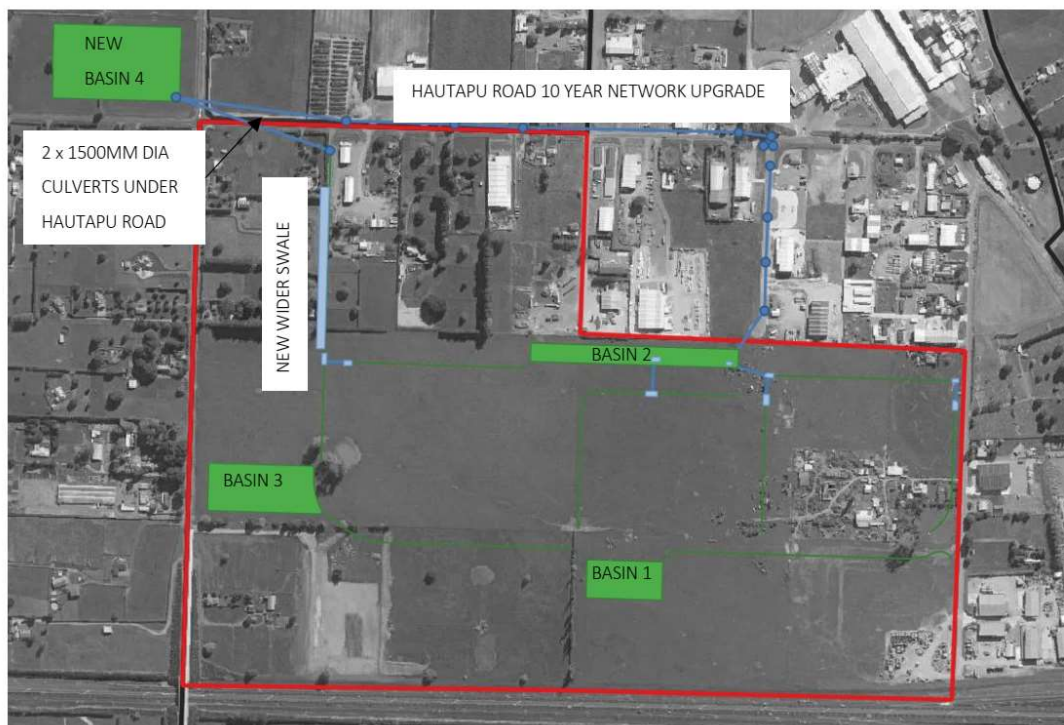 NEW
BASIN 4
HAUTAPU ROAD 10 YEAR NETWORK UPGRADE
2 x 1500MM DIA
CULVERTS UNDER
HAUTAPU ROAD
NEW WIDER SWALE
BASIN 2
BASIN 3
BASIN 1